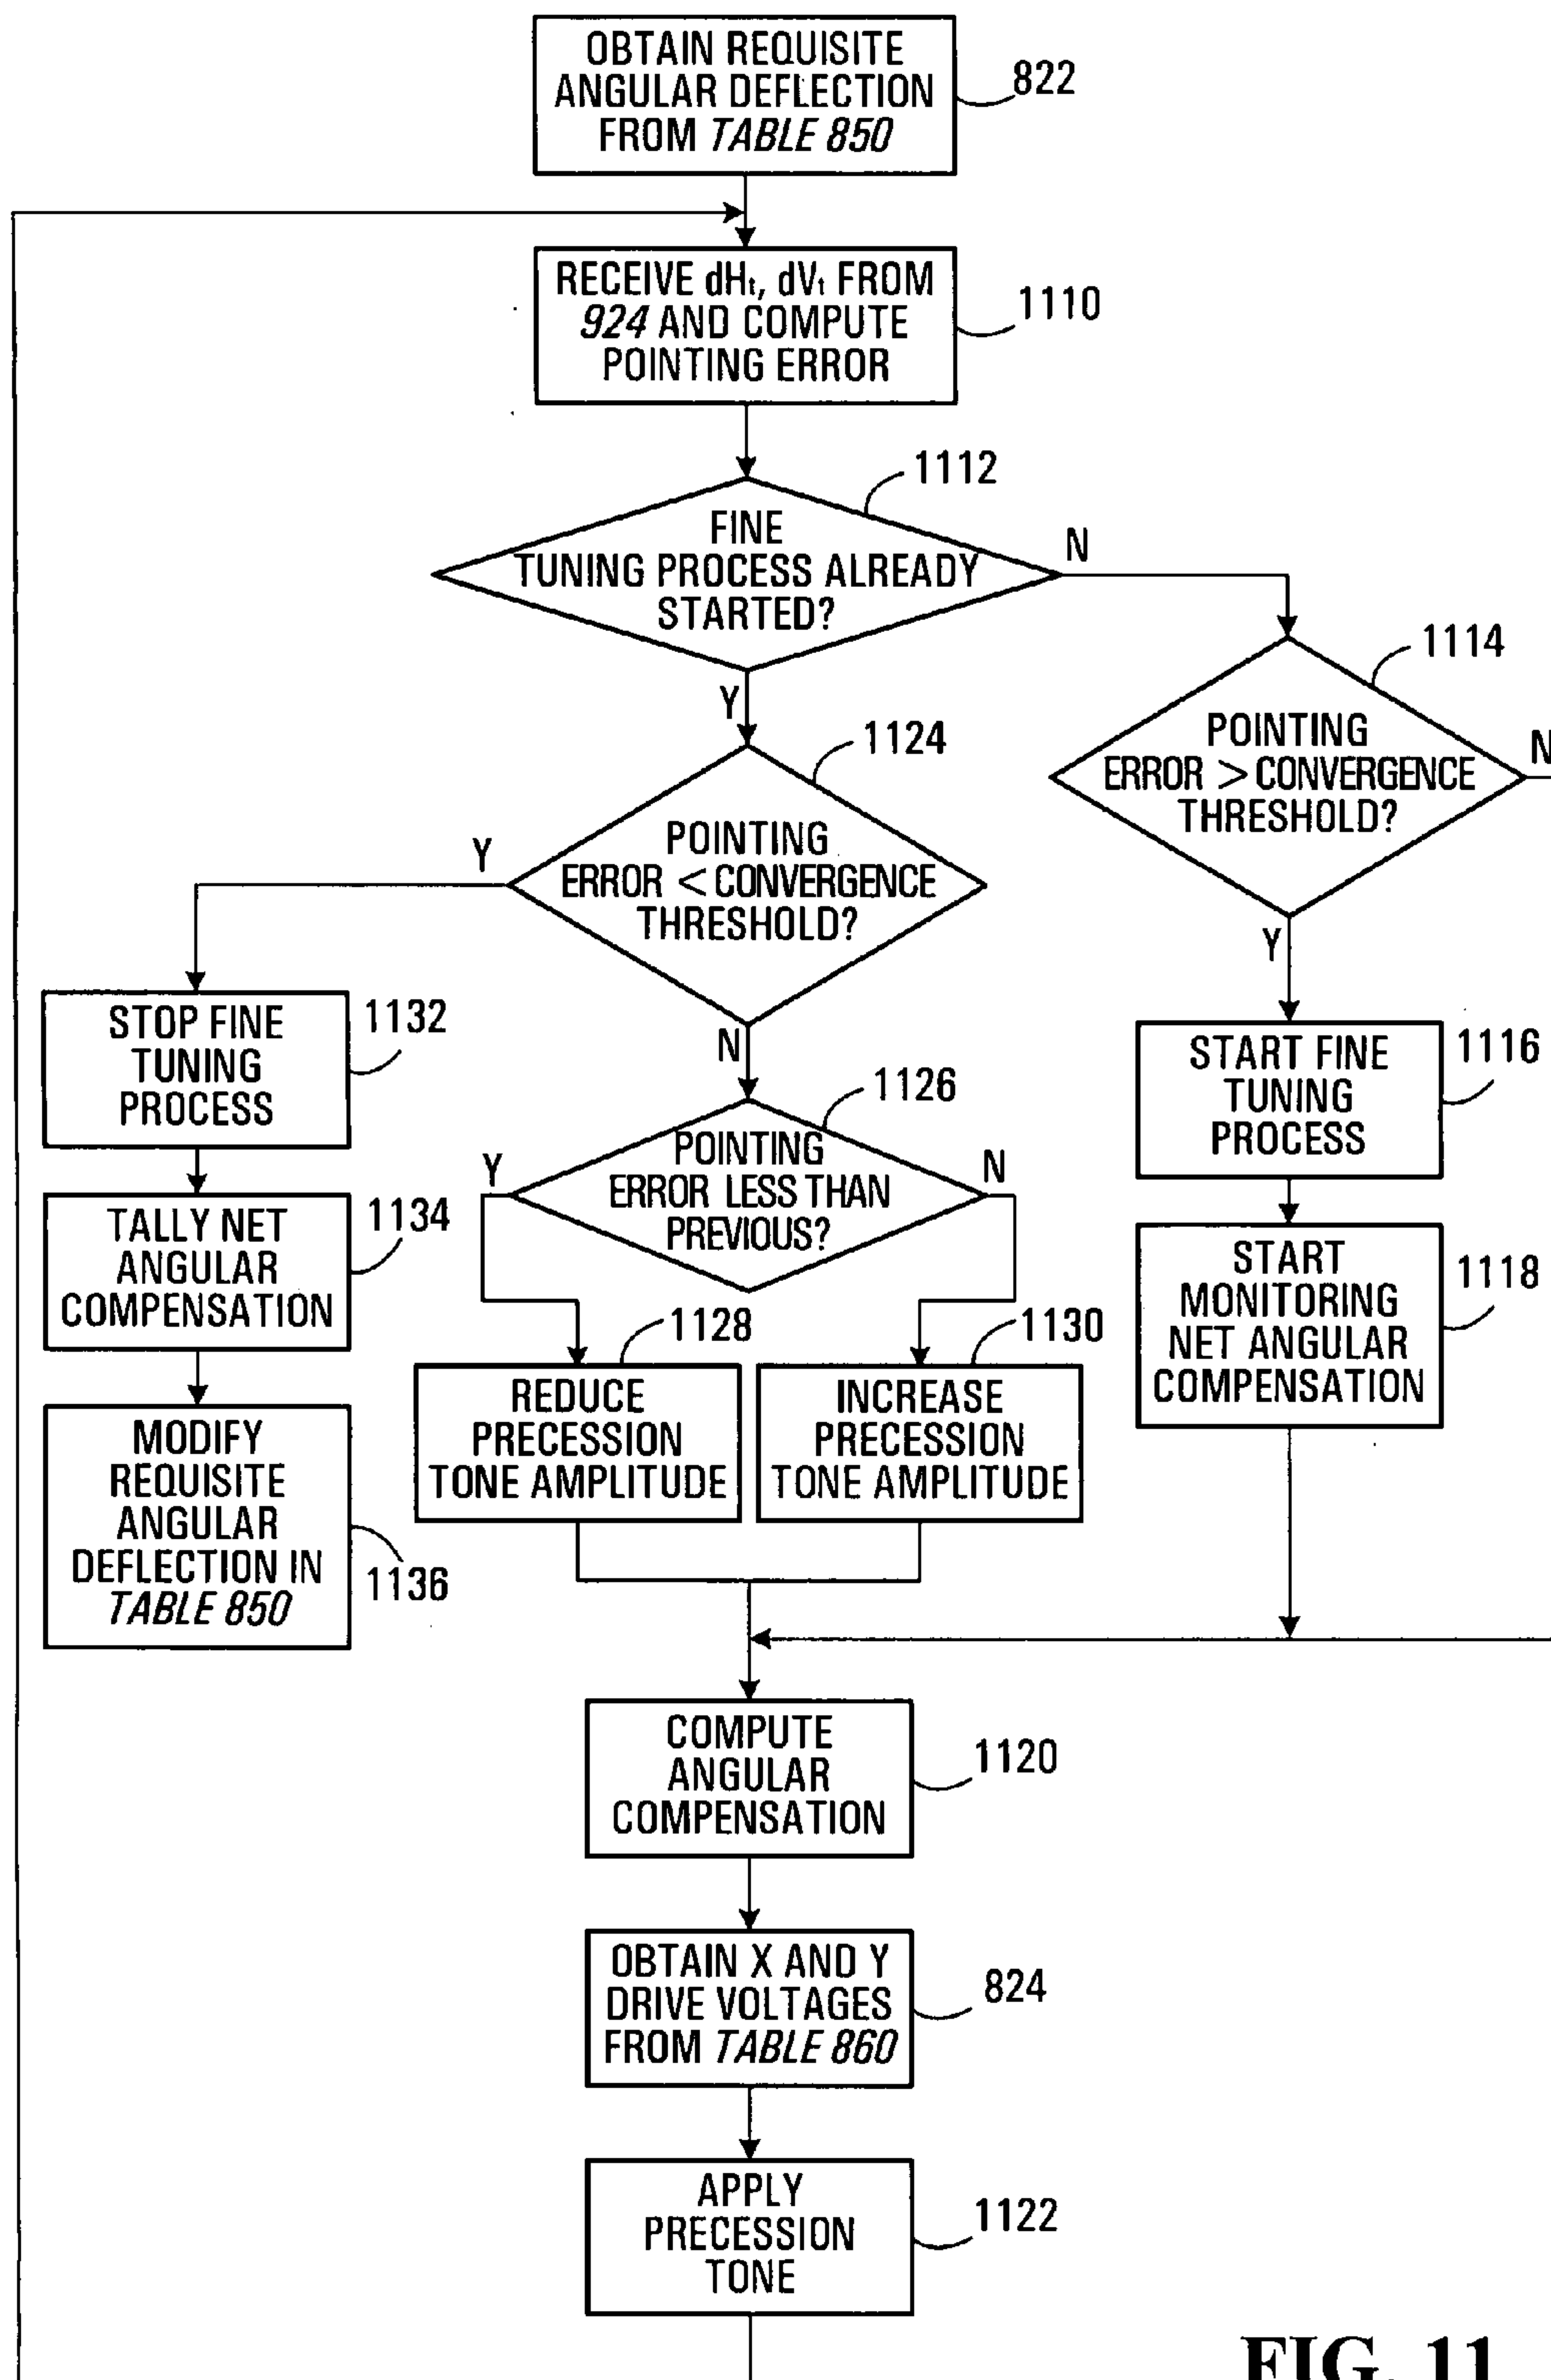 OBTAIN REQUISITE
ANGULAR DEFLECTION
FROM TABLE 850
822
RECEIVE dHt, dVt FROM
924 AND COMPUTE
POINTING ERROR
1110
1112
FINE
TUNING PROCESS ALREADY
STARTED?
N
Y
1114
POINTING
ERROR > CONVERGENCE
THRESHOLD?
N
Y
1124
POINTING
ERROR < CONVERGENCE
THRESHOLD?
Y
N
STOP FINE
TUNING
PROCESS
1132
START FINE
TUNING
PROCESS
1116
1126
POINTING
ERROR LESS THAN
PREVIOUS?
Y
N
TALLY NET
ANGULAR
COMPENSATION
1134
START
MONITORING
NET ANGULAR
COMPENSATION
1118
1128
REDUCE
PRECESSION
TONE AMPLITUDE
1130
INCREASE
PRECESSION
TONE AMPLITUDE
MODIFY
REQUISITE
ANGULAR
DEFLECTION IN
TABLE 850
1136
COMPUTE
ANGULAR
COMPENSATION
1120
OBTAIN X AND Y
DRIVE VOLTAGES
FROM TABLE 860
824
APPLY
PRECESSION
TONE
1122
FIG. 11